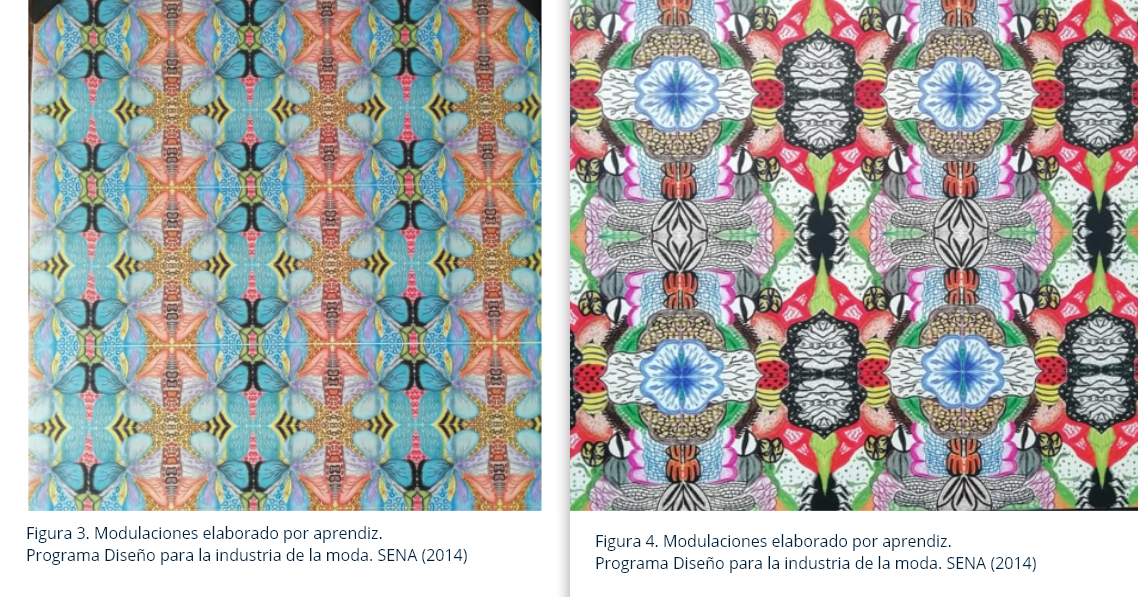 Figura 3. Modulaciones elaborado por aprendiz.
Programa Diseño para la industria de la moda. SENA (2014)
Figura 4. Modulaciones elaborado por aprendiz.
Programa Diseño para la industria de la moda. SENA (2014)